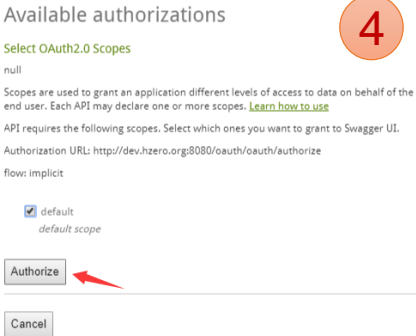 Available authorizations
4
Select OAuth2.0 Scopes
null
Scopes are used to grant an application different levels of access to data on behalf of the
end user. Each API may declare one or more scopes. Learn how to use
API requires the following scopes. Select which ones you want to grant to Swagger UI.
Authorization URL: http://dev.hzero.org:8080/oauth/oauth/authorize
flow: implicit
default
default scope
Authorize
Cancel